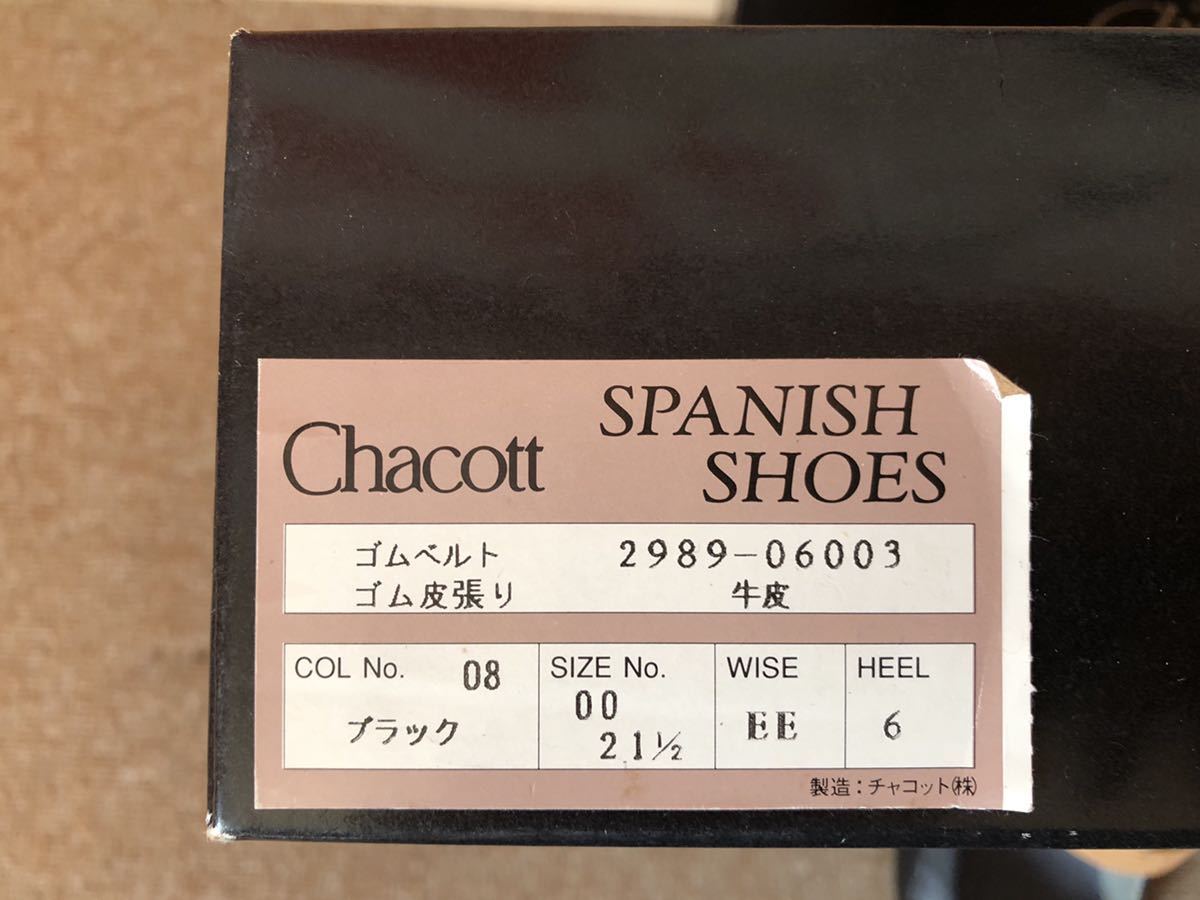 Chacott
SPANISH
SHOES
ゴムベルト 2989-06003
ゴム皮張り 牛皮
COL No. 08
ブラック
SIZE No.
00
21½
WISE
EE
HEEL
6
製造:チャコット㈱